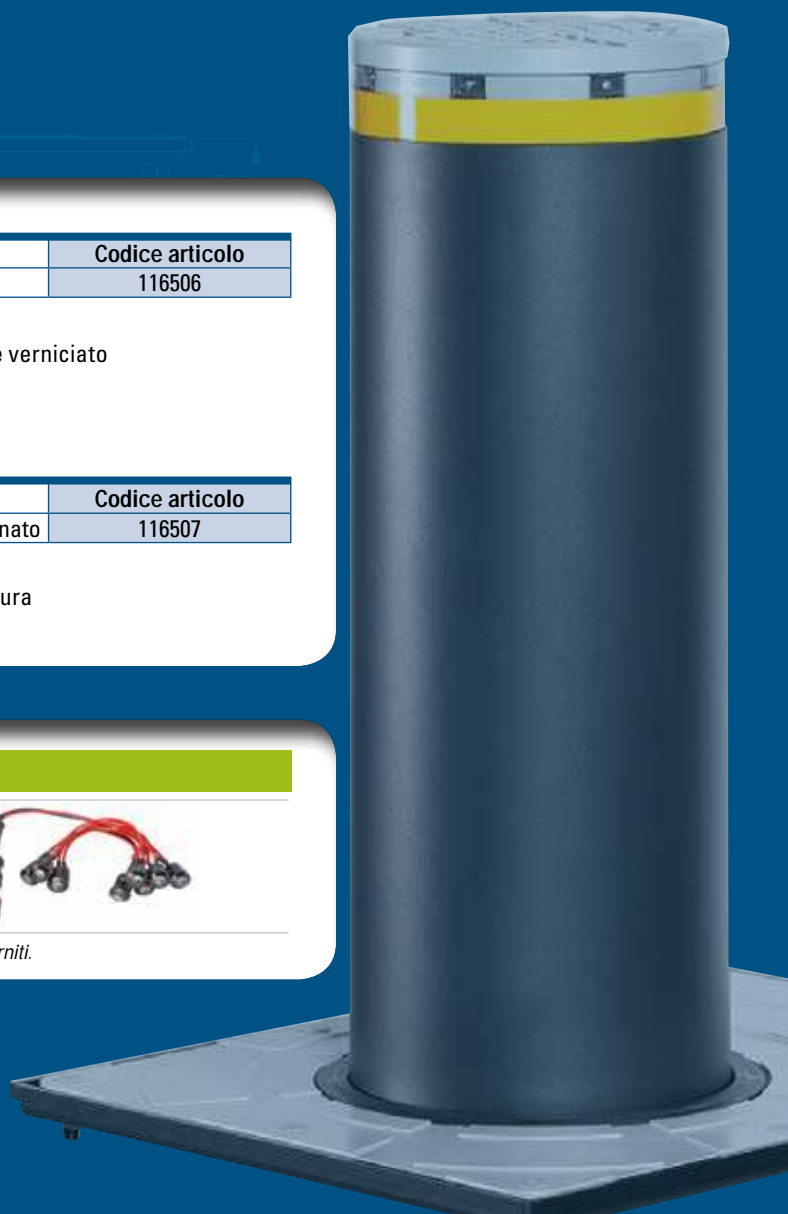 Codice articolo
116506
e verniciato
Codice articolo
nato 116507
ura
rniti.